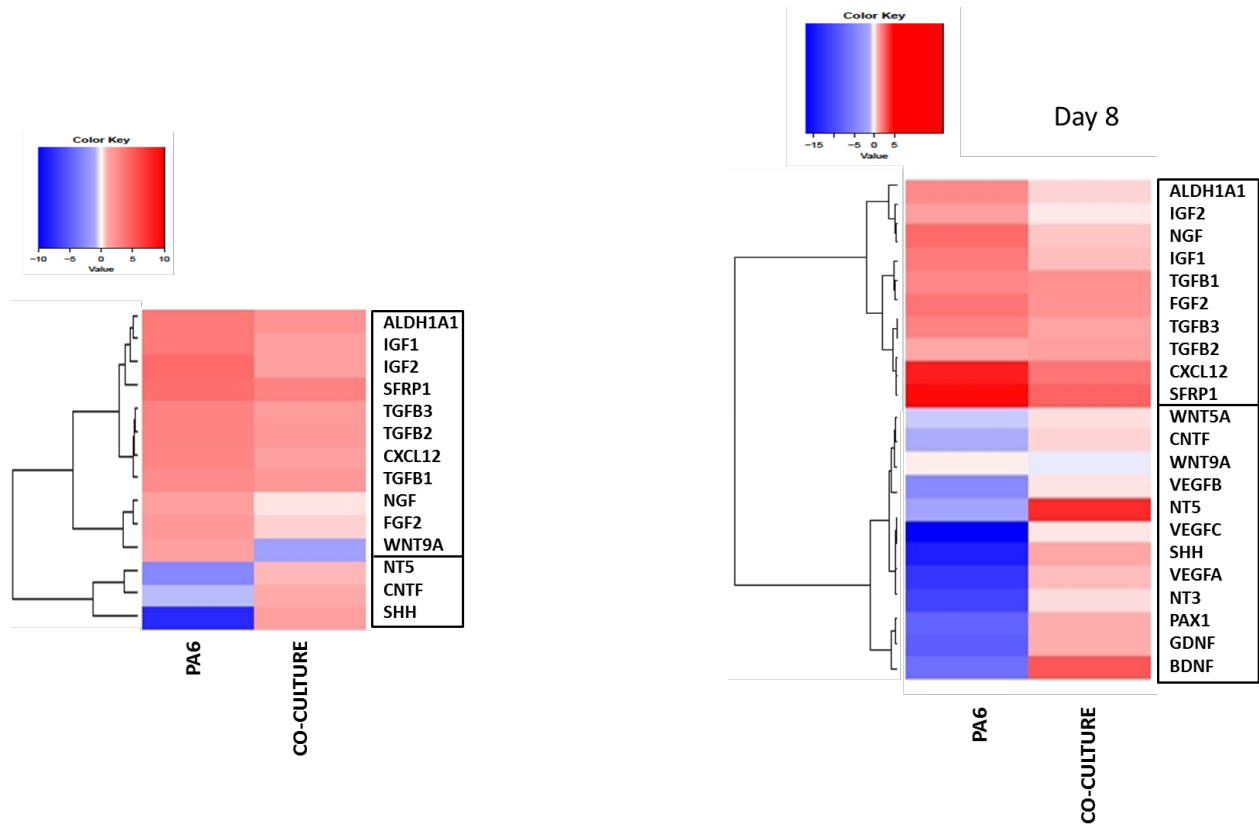 Color Key
-10 -5 0 5 10
Value
ALDH1A1
IGF1
IGF2
SFRP1
TGFB3
TGFB2
CXCL12
TGFB1
NGF
FGF2
WNT9A
NT5
CNTF
SHH
PA6
CO-CULTURE
Color Key
-15 -5 0 5
Value
Day 8
ALDH1A1
IGF2
NGF
IGF1
TGFB1
FGF2
TGFB3
TGFB2
CXCL12
SFRP1
WNT5A
CNTF
WNT9A
VEGFB
NT5
VEGFC
SHH
VEGFA
NT3
PAX1
GDNF
BDNF
PA6
CO-CULTURE